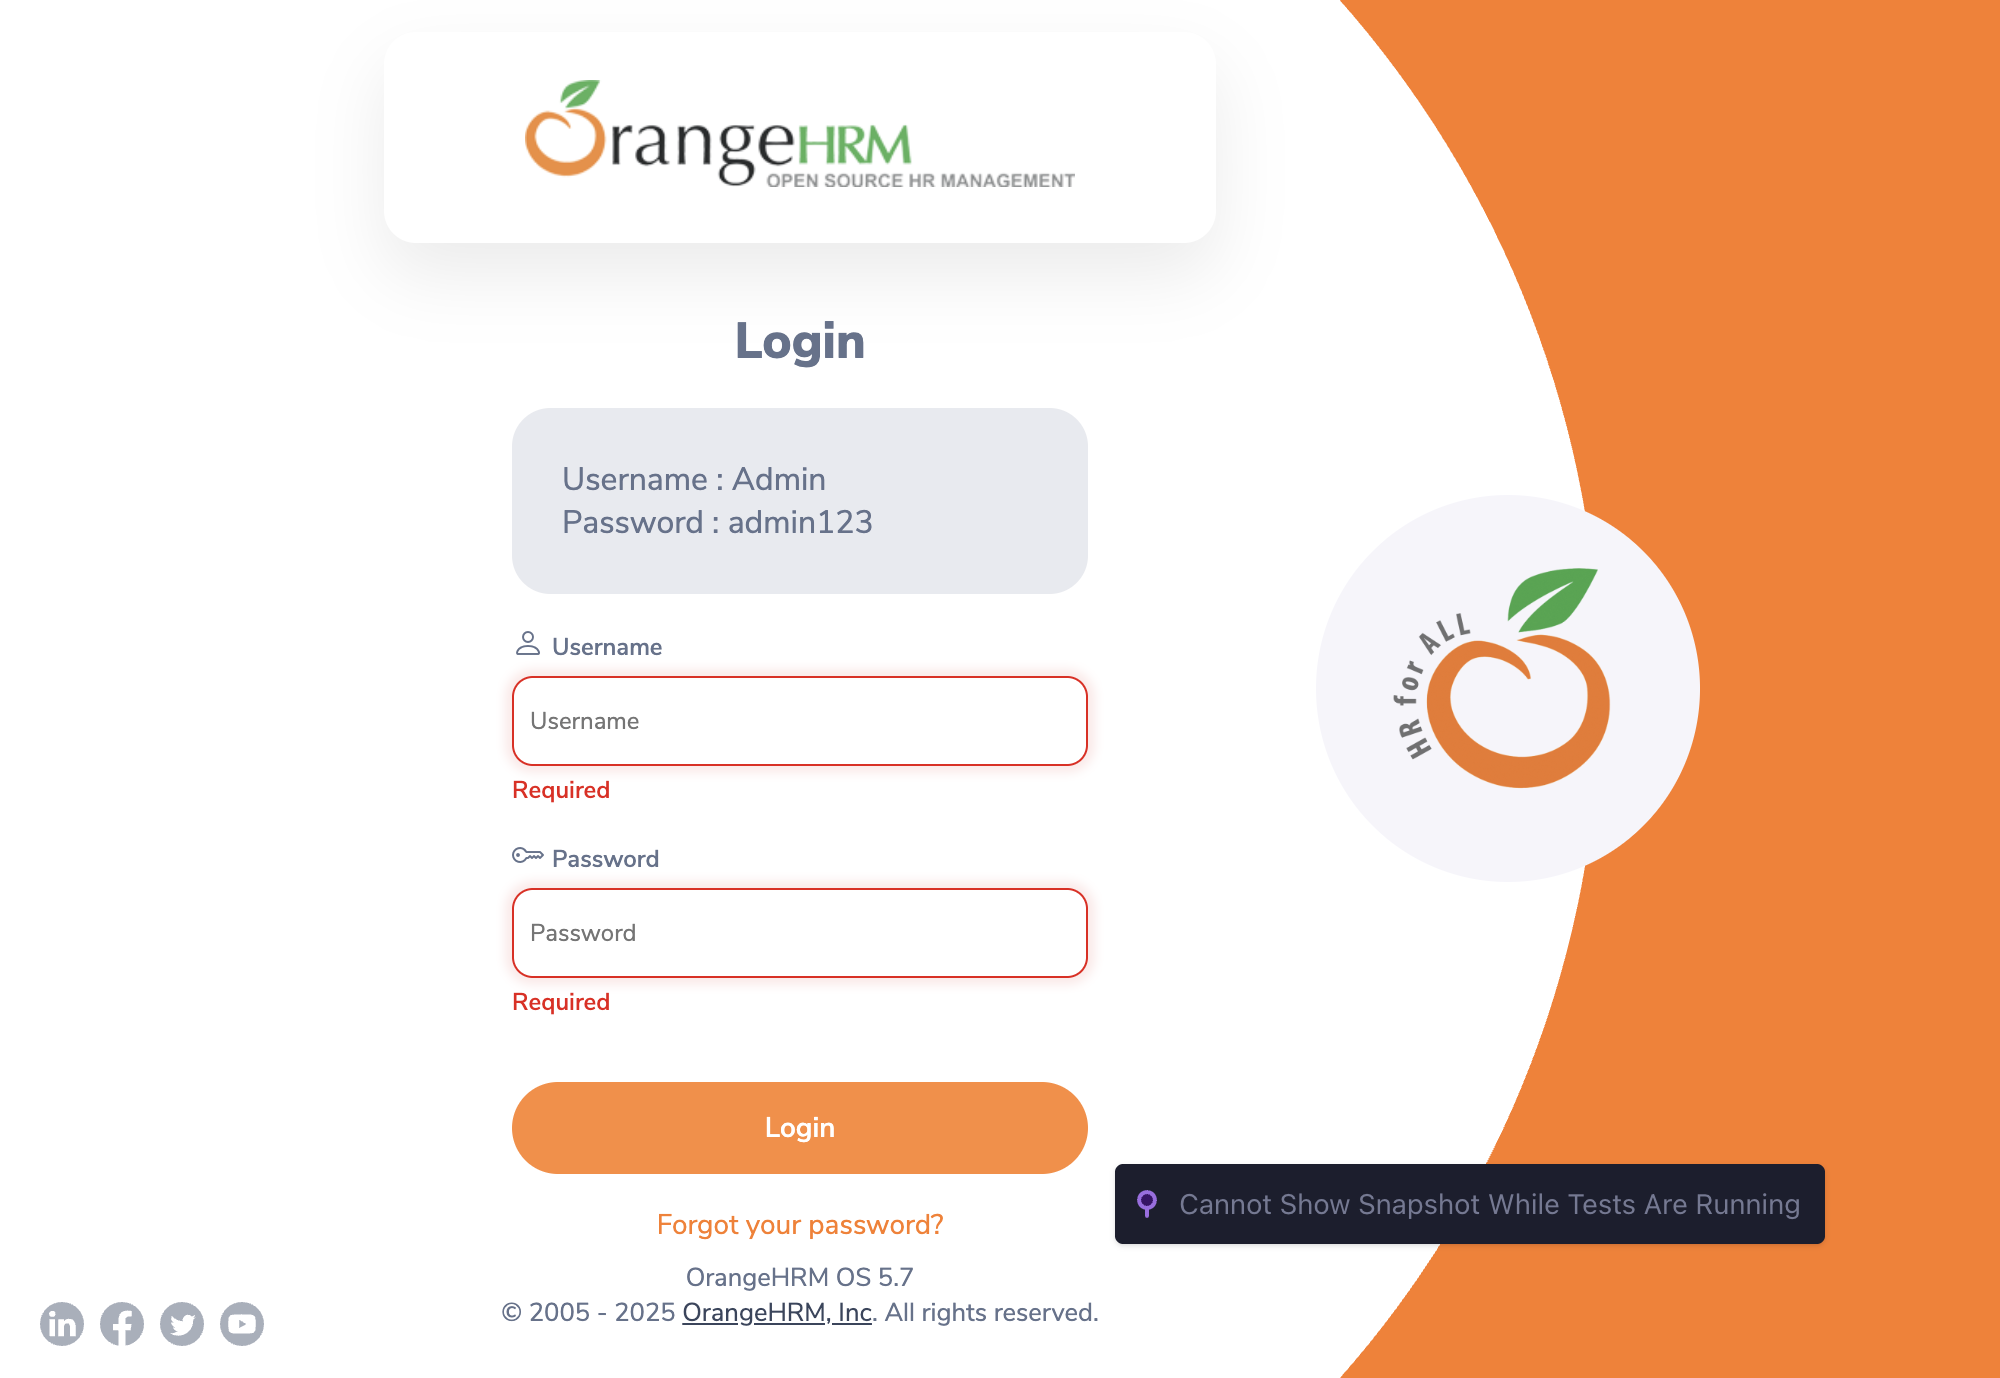 OrangeHRM
OPEN SOURCE HR MANAGEMENT
Login
Username : Admin
Password : admin123
Username
Username
Required
Password
Password
Required
Login
Forgot your password?
OrangeHRM OS 5.7
© 2005 - 2025 OrangeHRM, Inc. All rights reserved.
HR for ALL
Cannot Show Snapshot While Tests Are Running
in